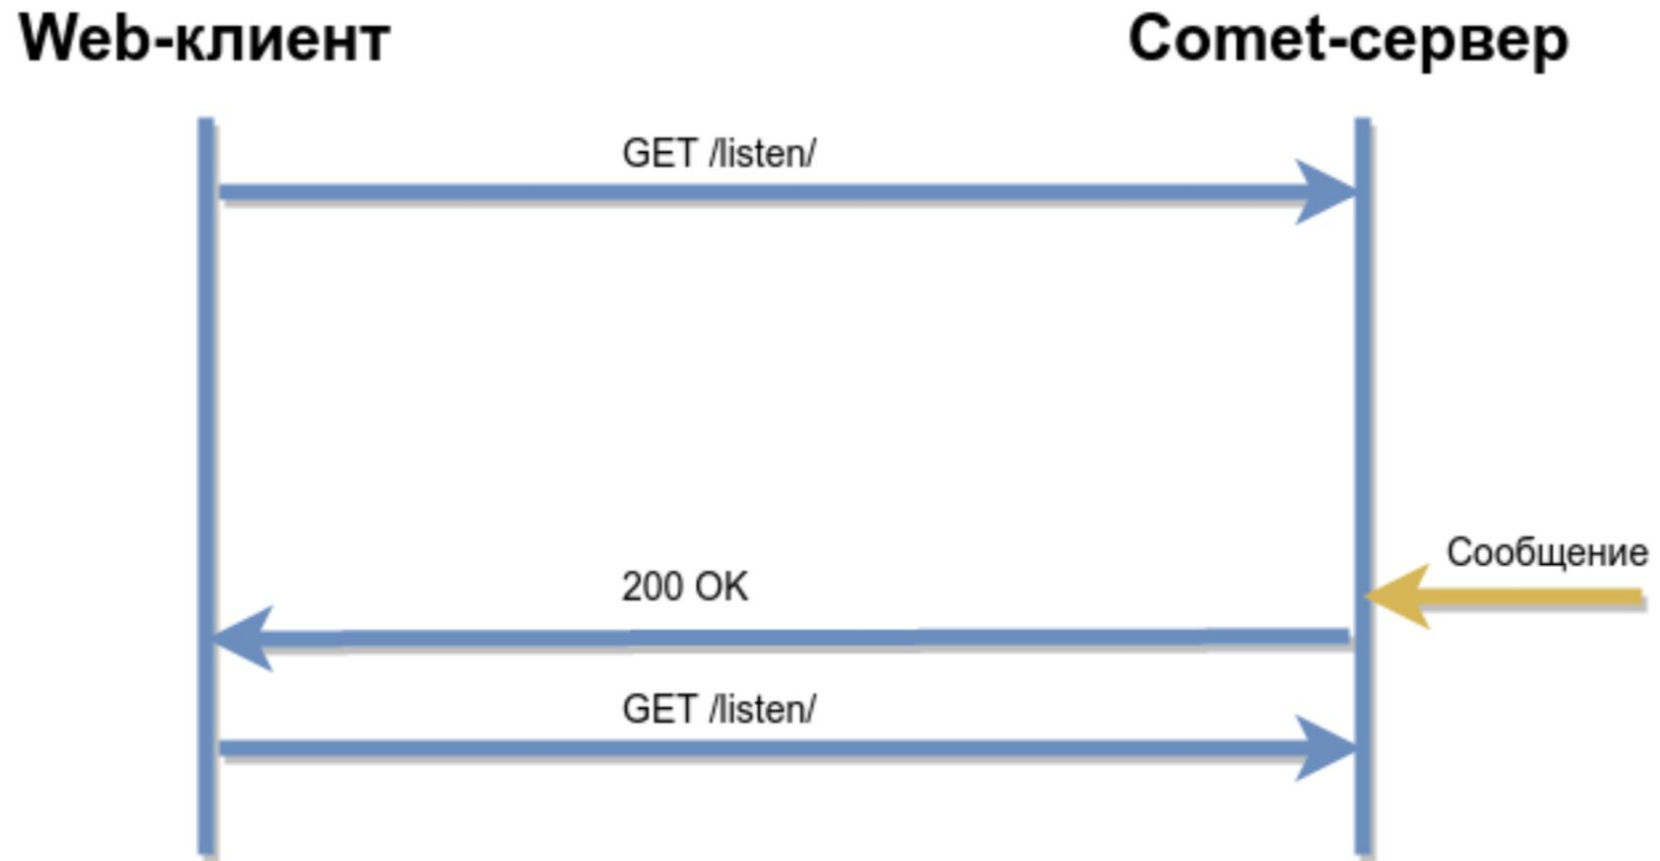 Web-клиент
Comet-сервер
GET /listen/
Сообщение
200 OK
GET /listen/